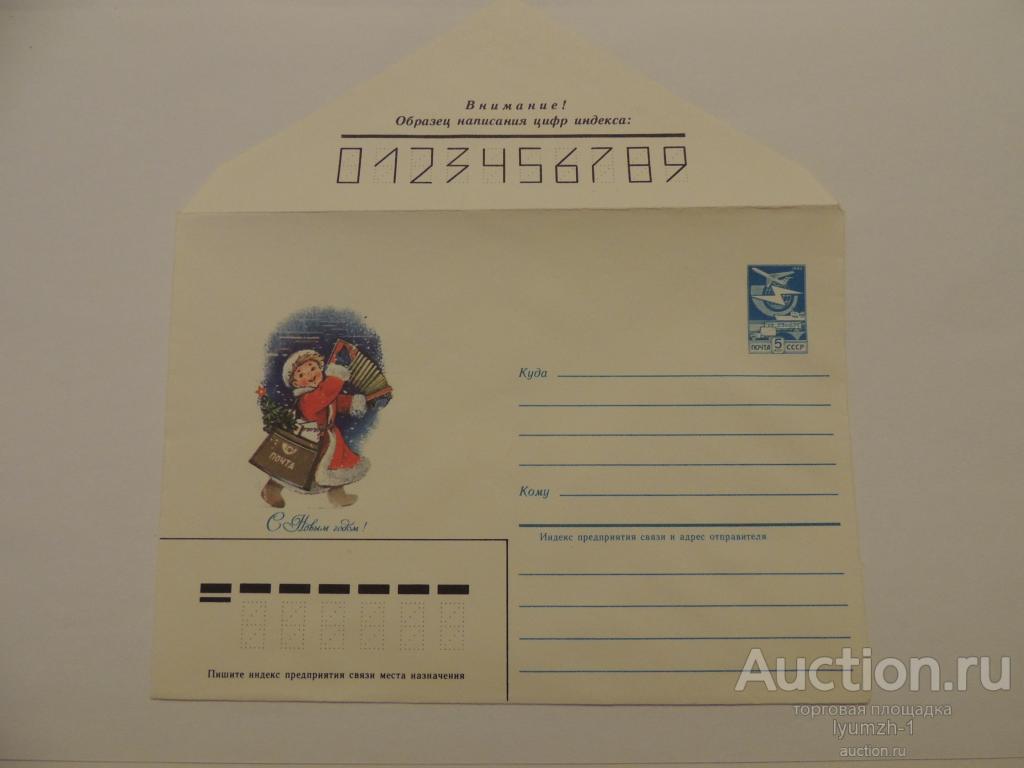 Внимание!
Образец написания цифр индекса:
0123456789
ПОЧТА 5 СССР
Куда
ПОЧТА
Кому
С Новым годом!
Индекс предприятия связи и адрес отправителя
Пишите индекс предприятия связи места назначения
Auction.ru
торговая площадка
lyumzh-1
auction.ru